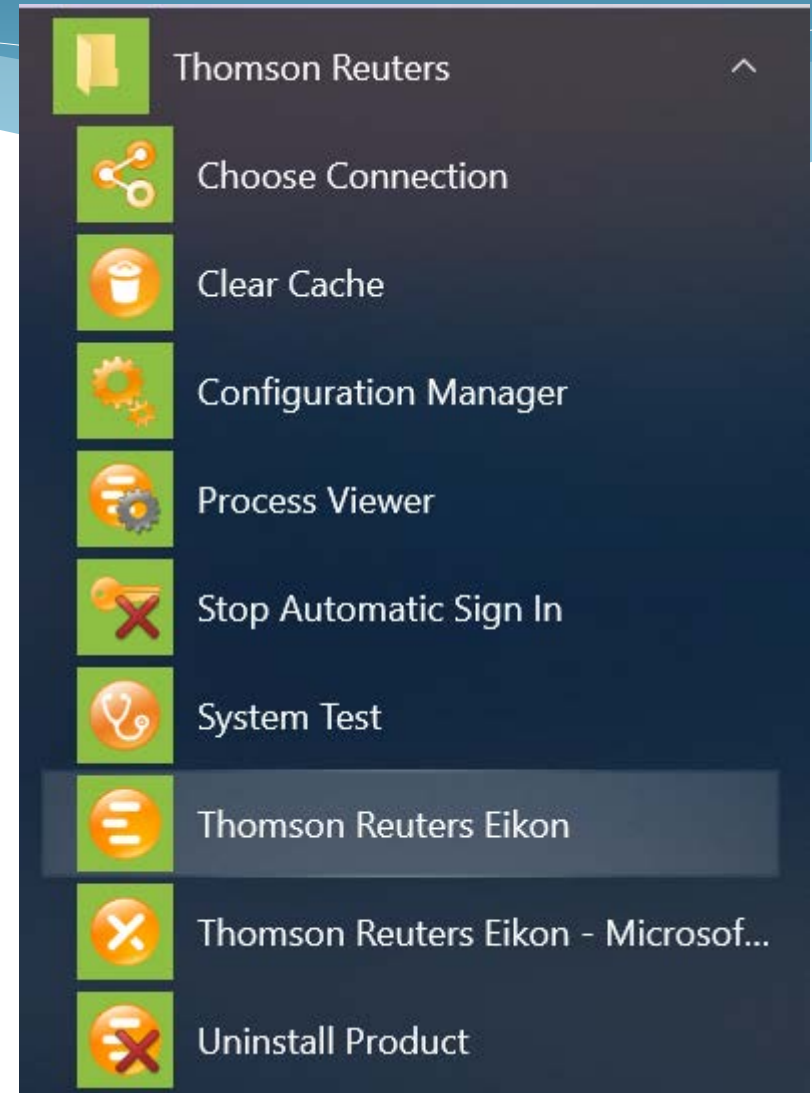 Thomson Reuters
Choose Connection
Clear Cache
Configuration Manager
Process Viewer
Stop Automatic Sign In
System Test
Thomson Reuters Eikon
Thomson Reuters Eikon - Microsof...
Uninstall Product